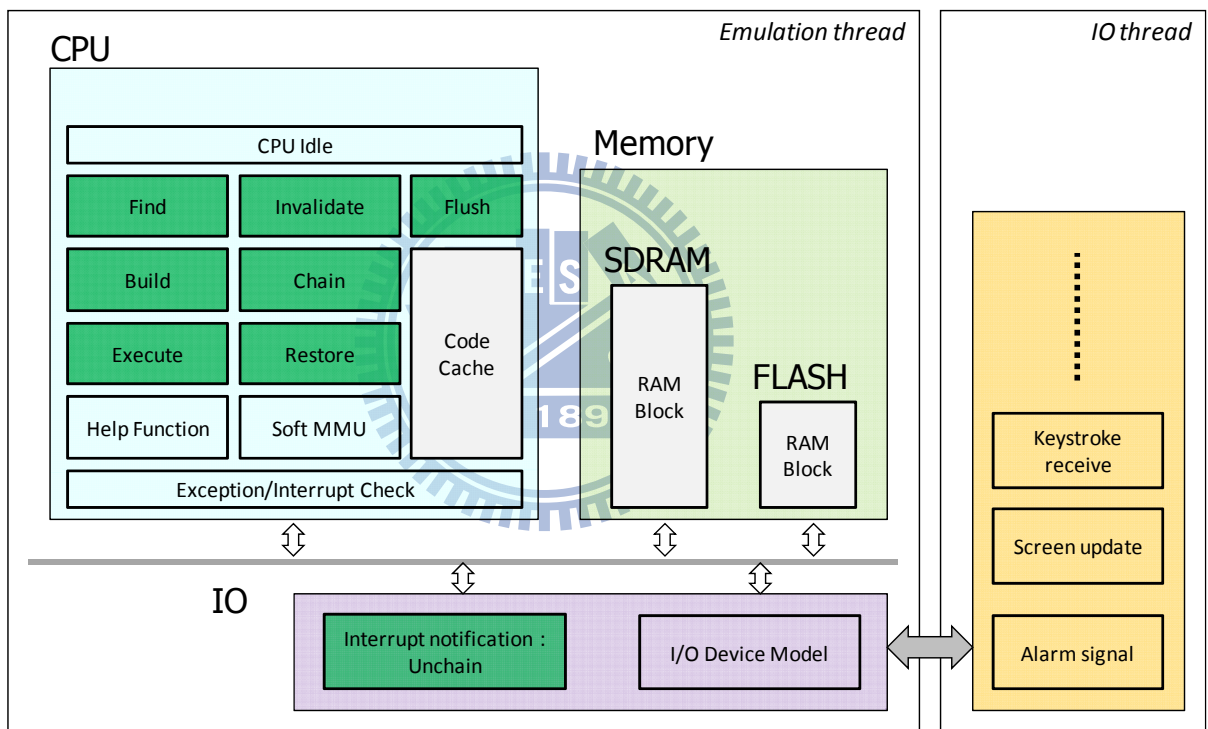 Emulation thread
IO thread
CPU
CPU Idle
Find
Invalidate
Flush
Build
Chain
Execute
Restore
Code
Cache
Help Function
Soft MMU
Exception/Interrupt Check
Memory
SDRAM
RAM
Block
FLASH
RAM
Block
ES
189
IO
Interrupt notification：
Unchain
I/O Device Model
Keystroke
receive
Screen update
Alarm signal